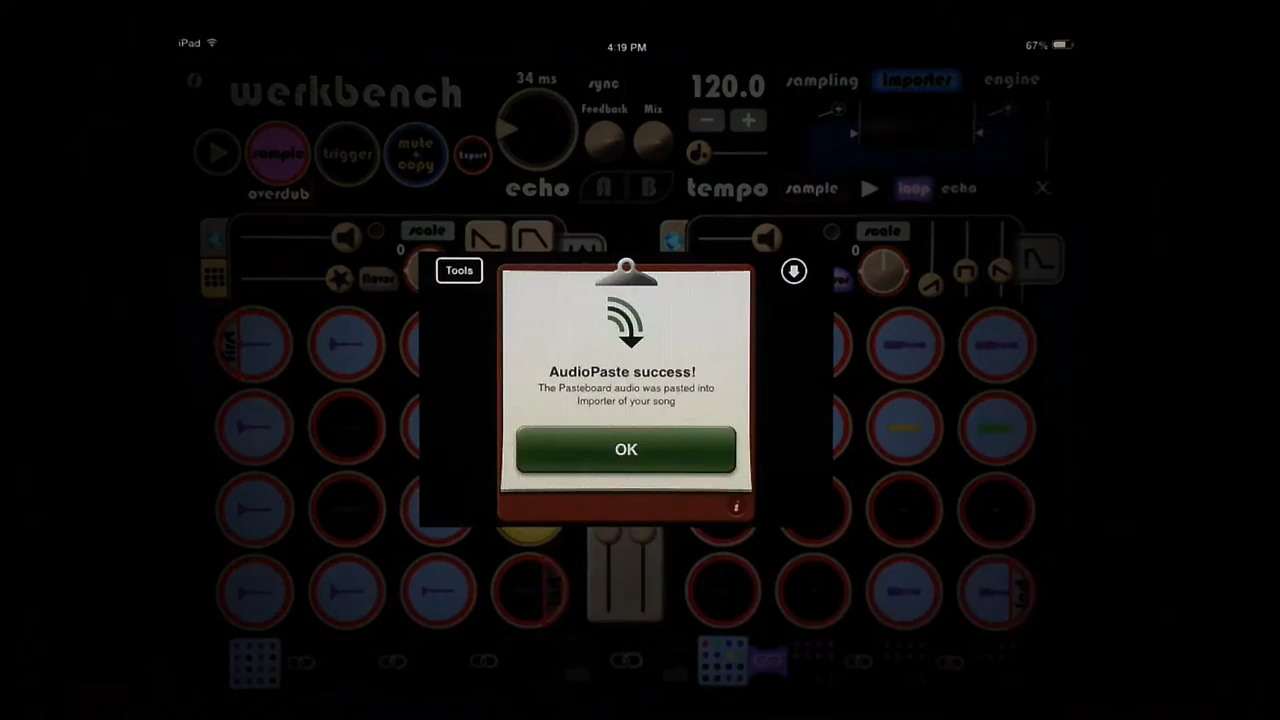 iPad
4:19 PM
67%
werkbench
34 ms
sync
120.0
sampling
importer
engine
Feedback
Mix
sample
trigger
mute
+
copy
Export
overdub
echo
A
B
tempo
sample
loop
echo
X
scale
0
flavor
scale
0
Tools
AudioPaste success!
The Pasteboard audio was pasted into
Importer of your song
OK
i
first